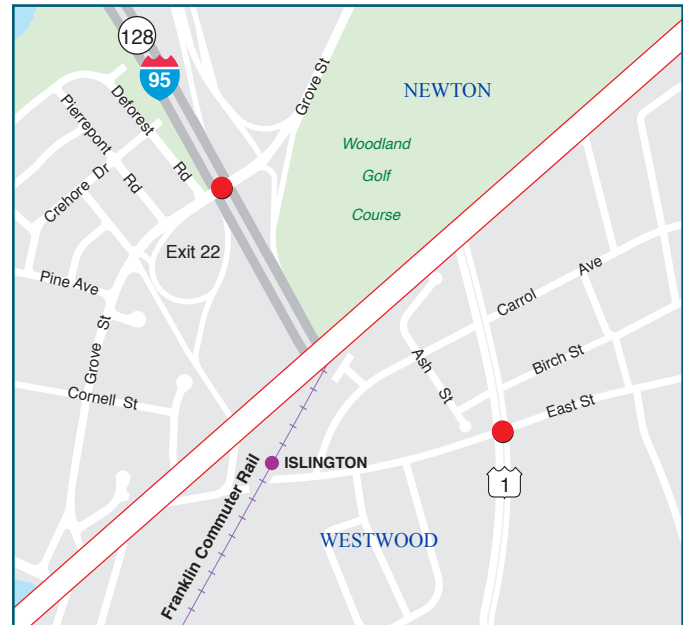 128
95
Grove St
NEWTON
Woodland
Golf
Course
Deforest Rd
Pierrepont Rd
Crehore Dr
Exit 22
Pine Ave
Grove St
Cornell St
Carrol Ave
Ash St
Birch St
East St
ISLINGTON
1
Franklin Commuter Rail
WESTWOOD